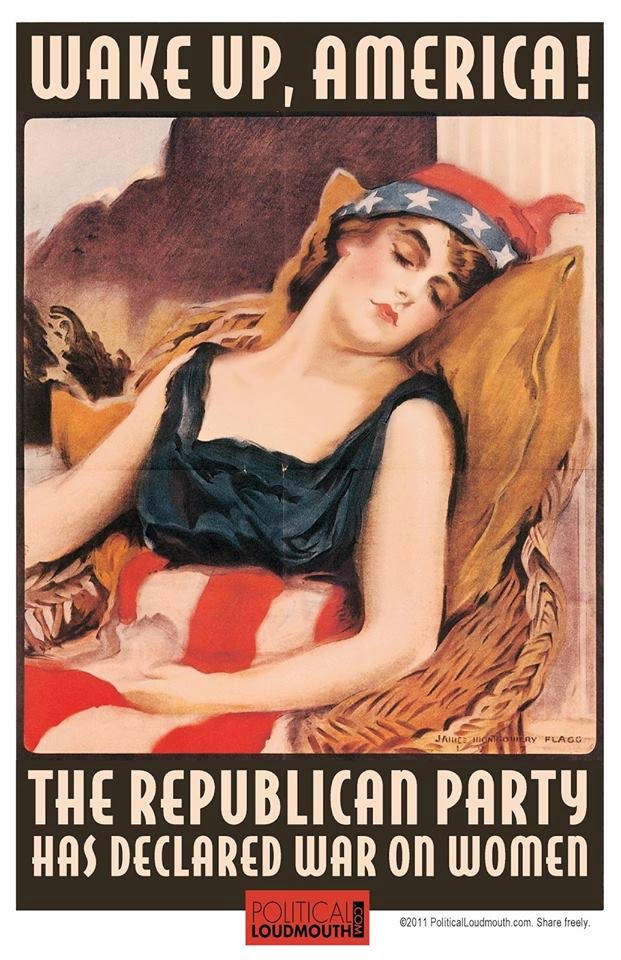 WAKE UP, AMERICA!
JAMES MONTGOMERY FLAGG
THE REPUBLICAN PARTY
HAS DECLARED WAR ON WOMEN
POLITICAL
LOUDMOUTH.COM
©2011 PoliticalLoudmouth.com. Share freely.